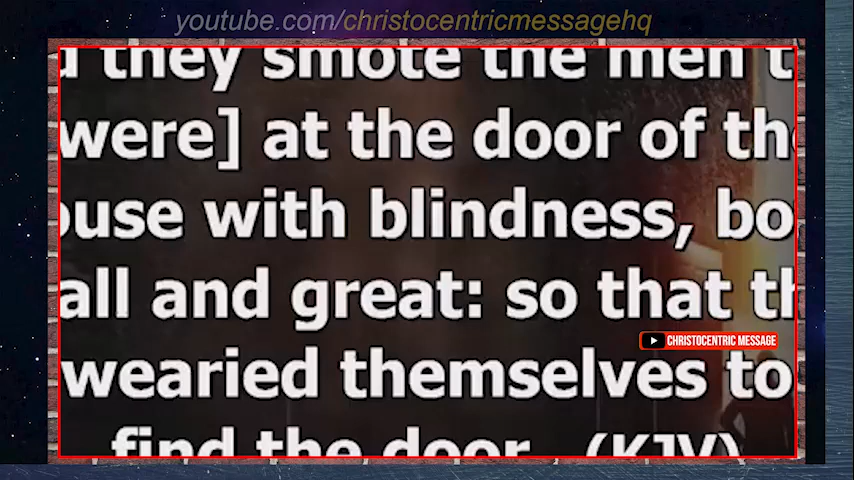 youtube.com/christocentricmessagehq
they smote the men
were] at the door of
with blindness,
and great: so that
wearied themselves to
find the door. (KJV)
CHRISTOCENTRIC MESSAGE